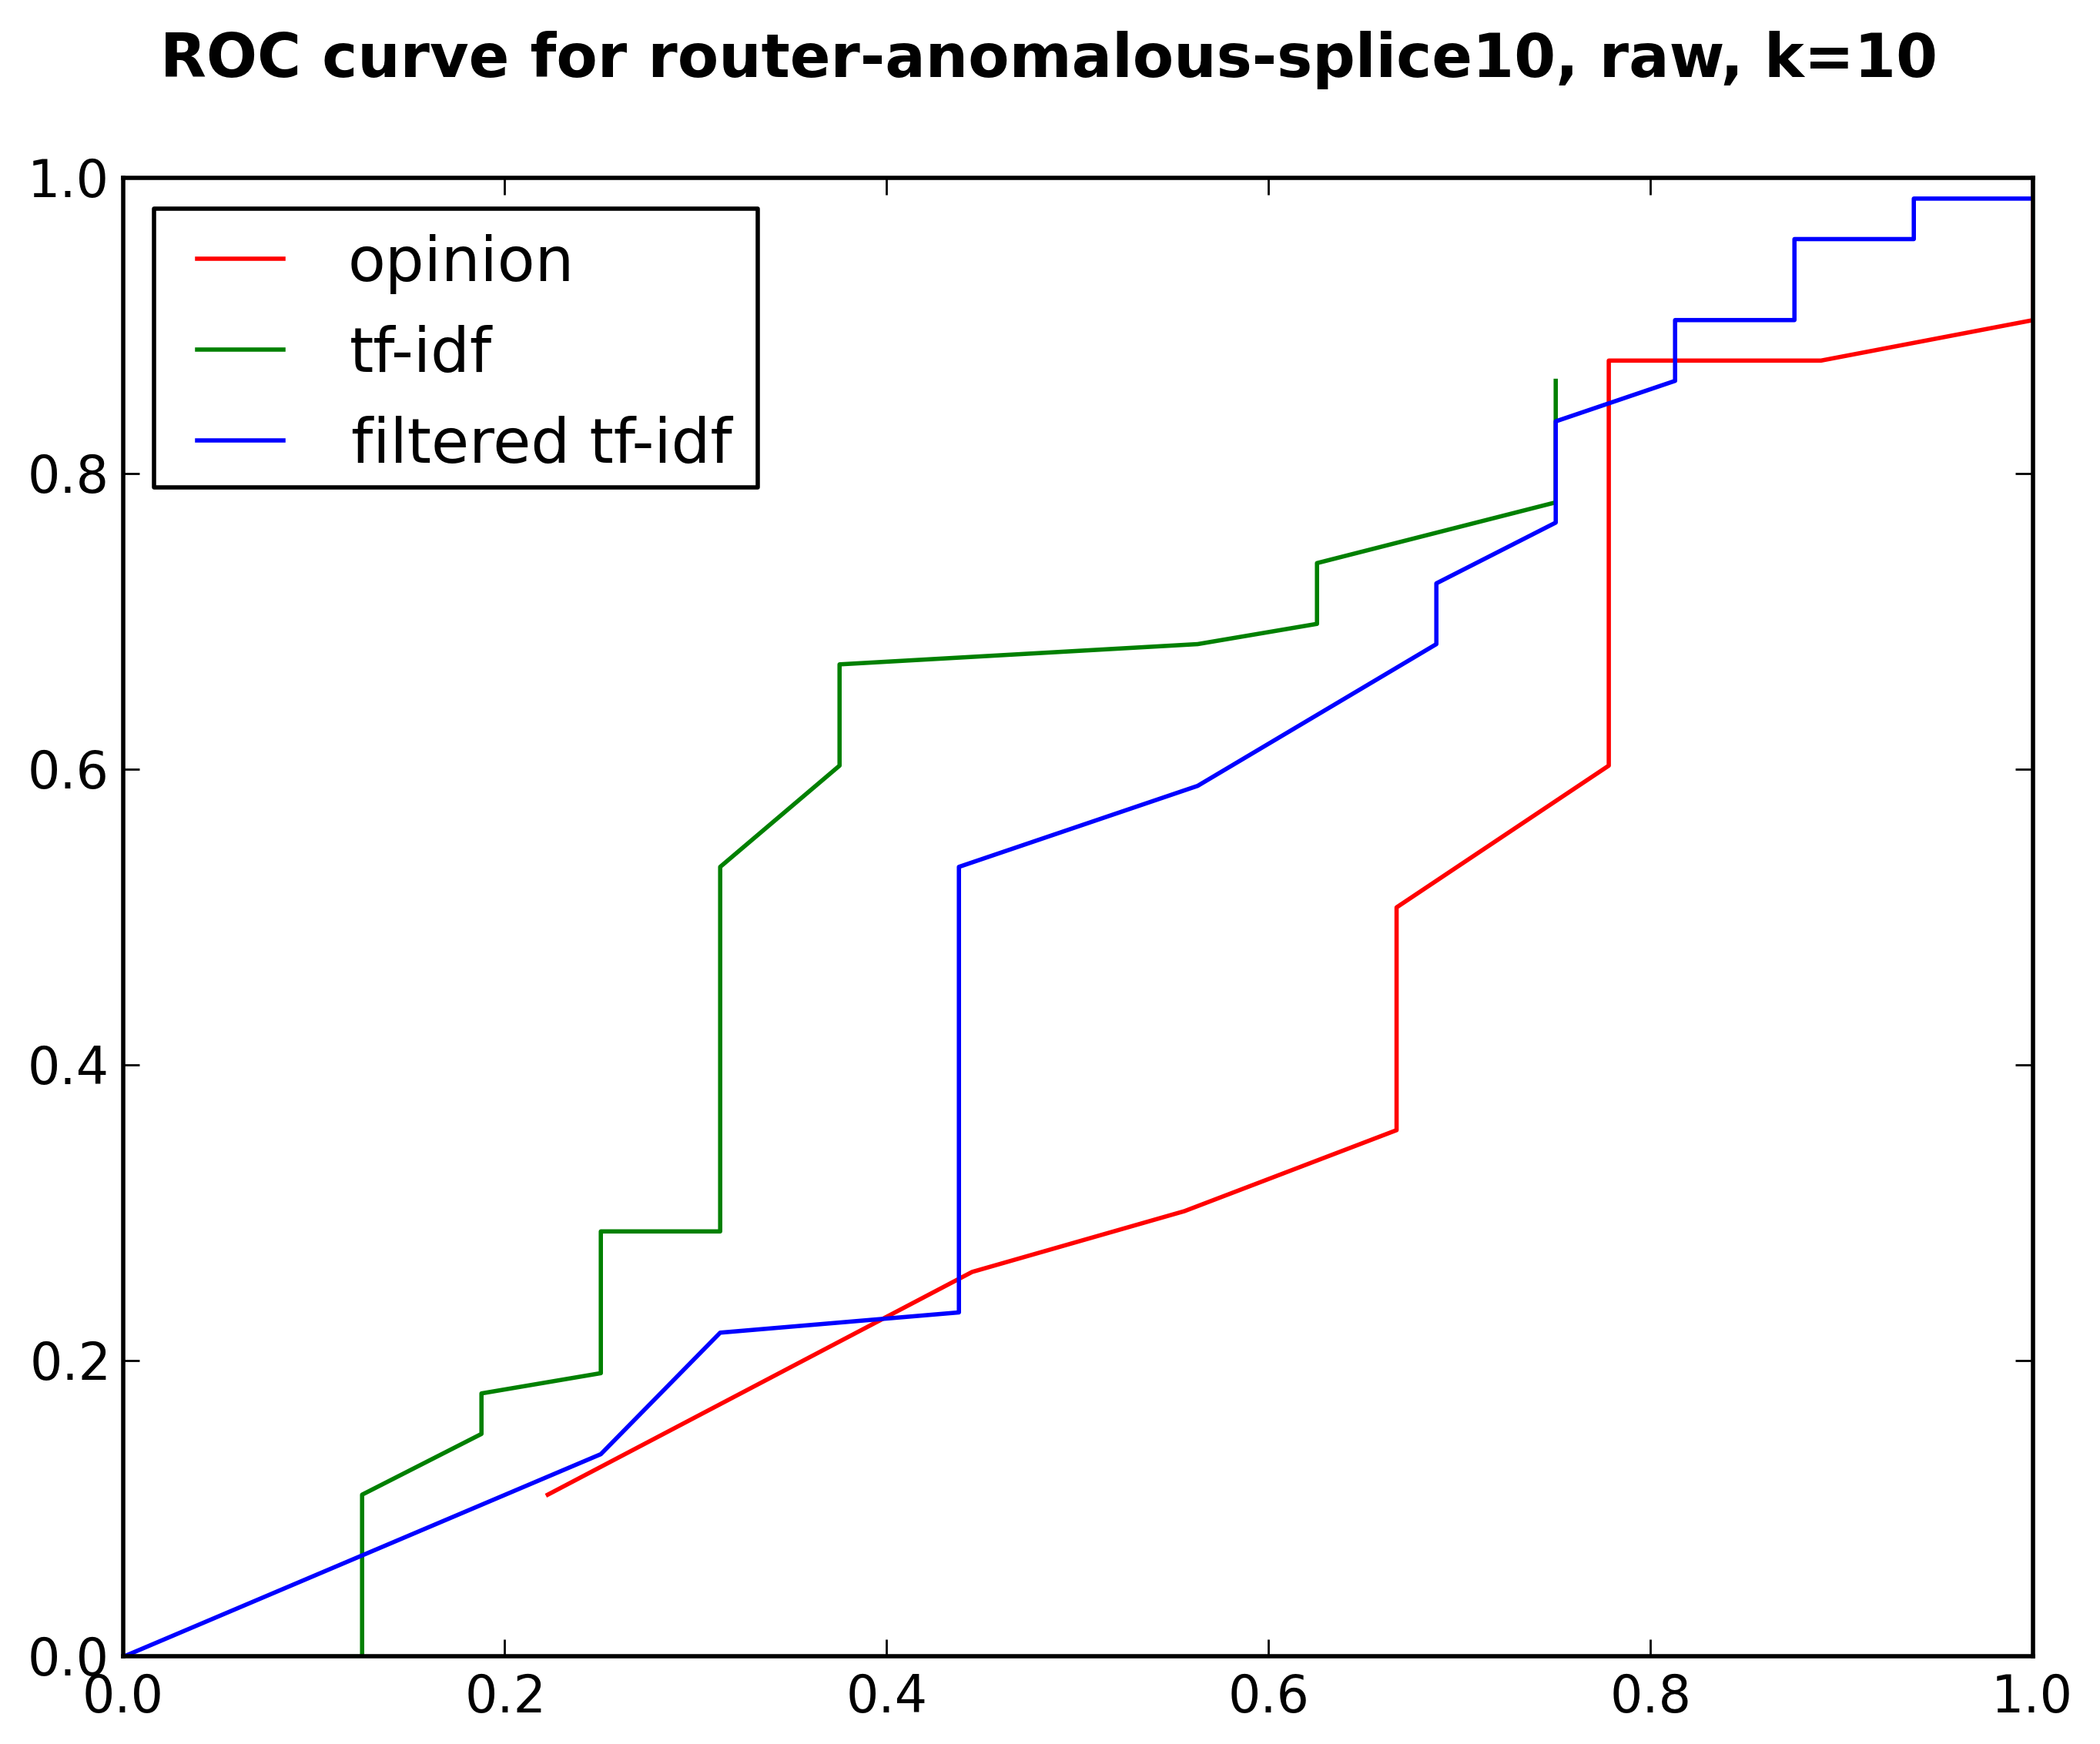 ROC curve for router-anomalous-splice10, raw, k=10
1.0
opinion
tf-idf
filtered tf-idf
0.8
0.6
0.4
0.2
0.0
0.0 0.2 0.4 0.6 0.8 1.0